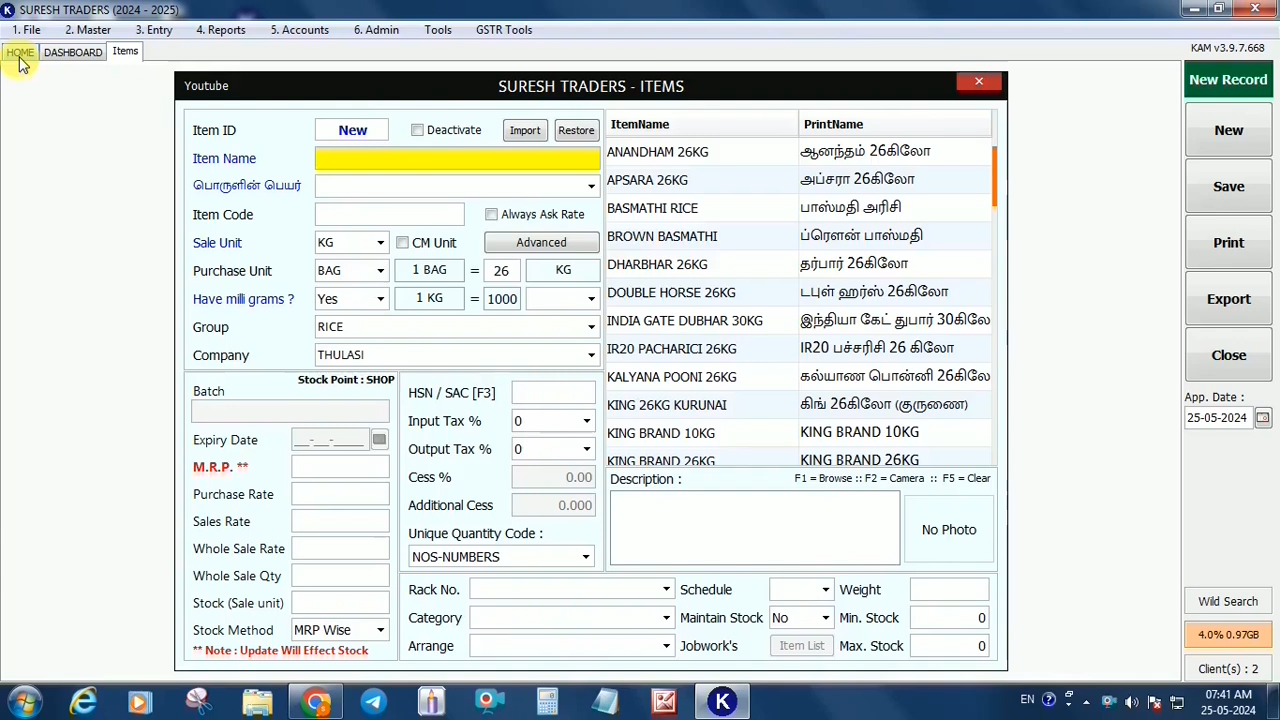 K SURESH TRADERS (2024 - 2025)
1. File 2. Master 3. Entry 4. Reports 5. Accounts 6. Admin Tools GSTR Tools
HOME DASHBOARD Items KAM v3.9.7.668
Youtube SURESH TRADERS - ITEMS
New Record
New
Save
Print
Export
Close
App. Date :
25-05-2024
Wild Search
4.0% 0.97GB
Client(s) : 2
Item ID New Deactivate Import Restore
Item Name
பொருளின் பெயர்
Item Code Always Ask Rate
Sale Unit KG CM Unit Advanced
Purchase Unit BAG 1 BAG = 26 KG
Have milli grams ? Yes 1 KG = 1000
Group RICE
Company THULASI
ItemName PrintName
ANANDHAM 26KG ஆனந்தம் 26கிலோ
APSARA 26KG அப்சரா 26கிலோ
BASMATHI RICE பாஸ்மதி அரிசி
BROWN BASMATHI ப்ரௌன் பாஸ்மதி
DHARBHAR 26KG தர்பார் 26கிலோ
DOUBLE HORSE 26KG டபுள் ஹர்ஸ் 26கிலோ
INDIA GATE DUBHAR 30KG இந்தியா கேட் துபார் 30கிலே
IR20 PACHARICI 26KG IR20 பச்சரிசி 26 கிலோ
KALYANA POONI 26KG கல்யாண பொன்னி 26கிலே
KING 26KG KURUNAI கிங் 26கிலோ (குருணை)
KING BRAND 10KG KING BRAND 10KG
KING BRAND 26KG KING BRAND 26KG
Stock Point : SHOP
Batch
Expiry Date __-__-____
M.R.P. **
Purchase Rate
Sales Rate
Whole Sale Rate
Whole Sale Qty
Stock (Sale unit)
Stock Method MRP Wise
** Note : Update Will Effect Stock
HSN / SAC [F3]
Input Tax % 0
Output Tax % 0
Cess % 0.00
Additional Cess 0.000
Unique Quantity Code :
NOS-NUMBERS
Description : F1 = Browse :: F2 = Camera :: F5 = Clear
No Photo
Rack No. Schedule Weight
Category Maintain Stock No Min. Stock 0
Arrange Jobwork's Item List Max. Stock 0
K EN 07:41 AM
25-05-2024